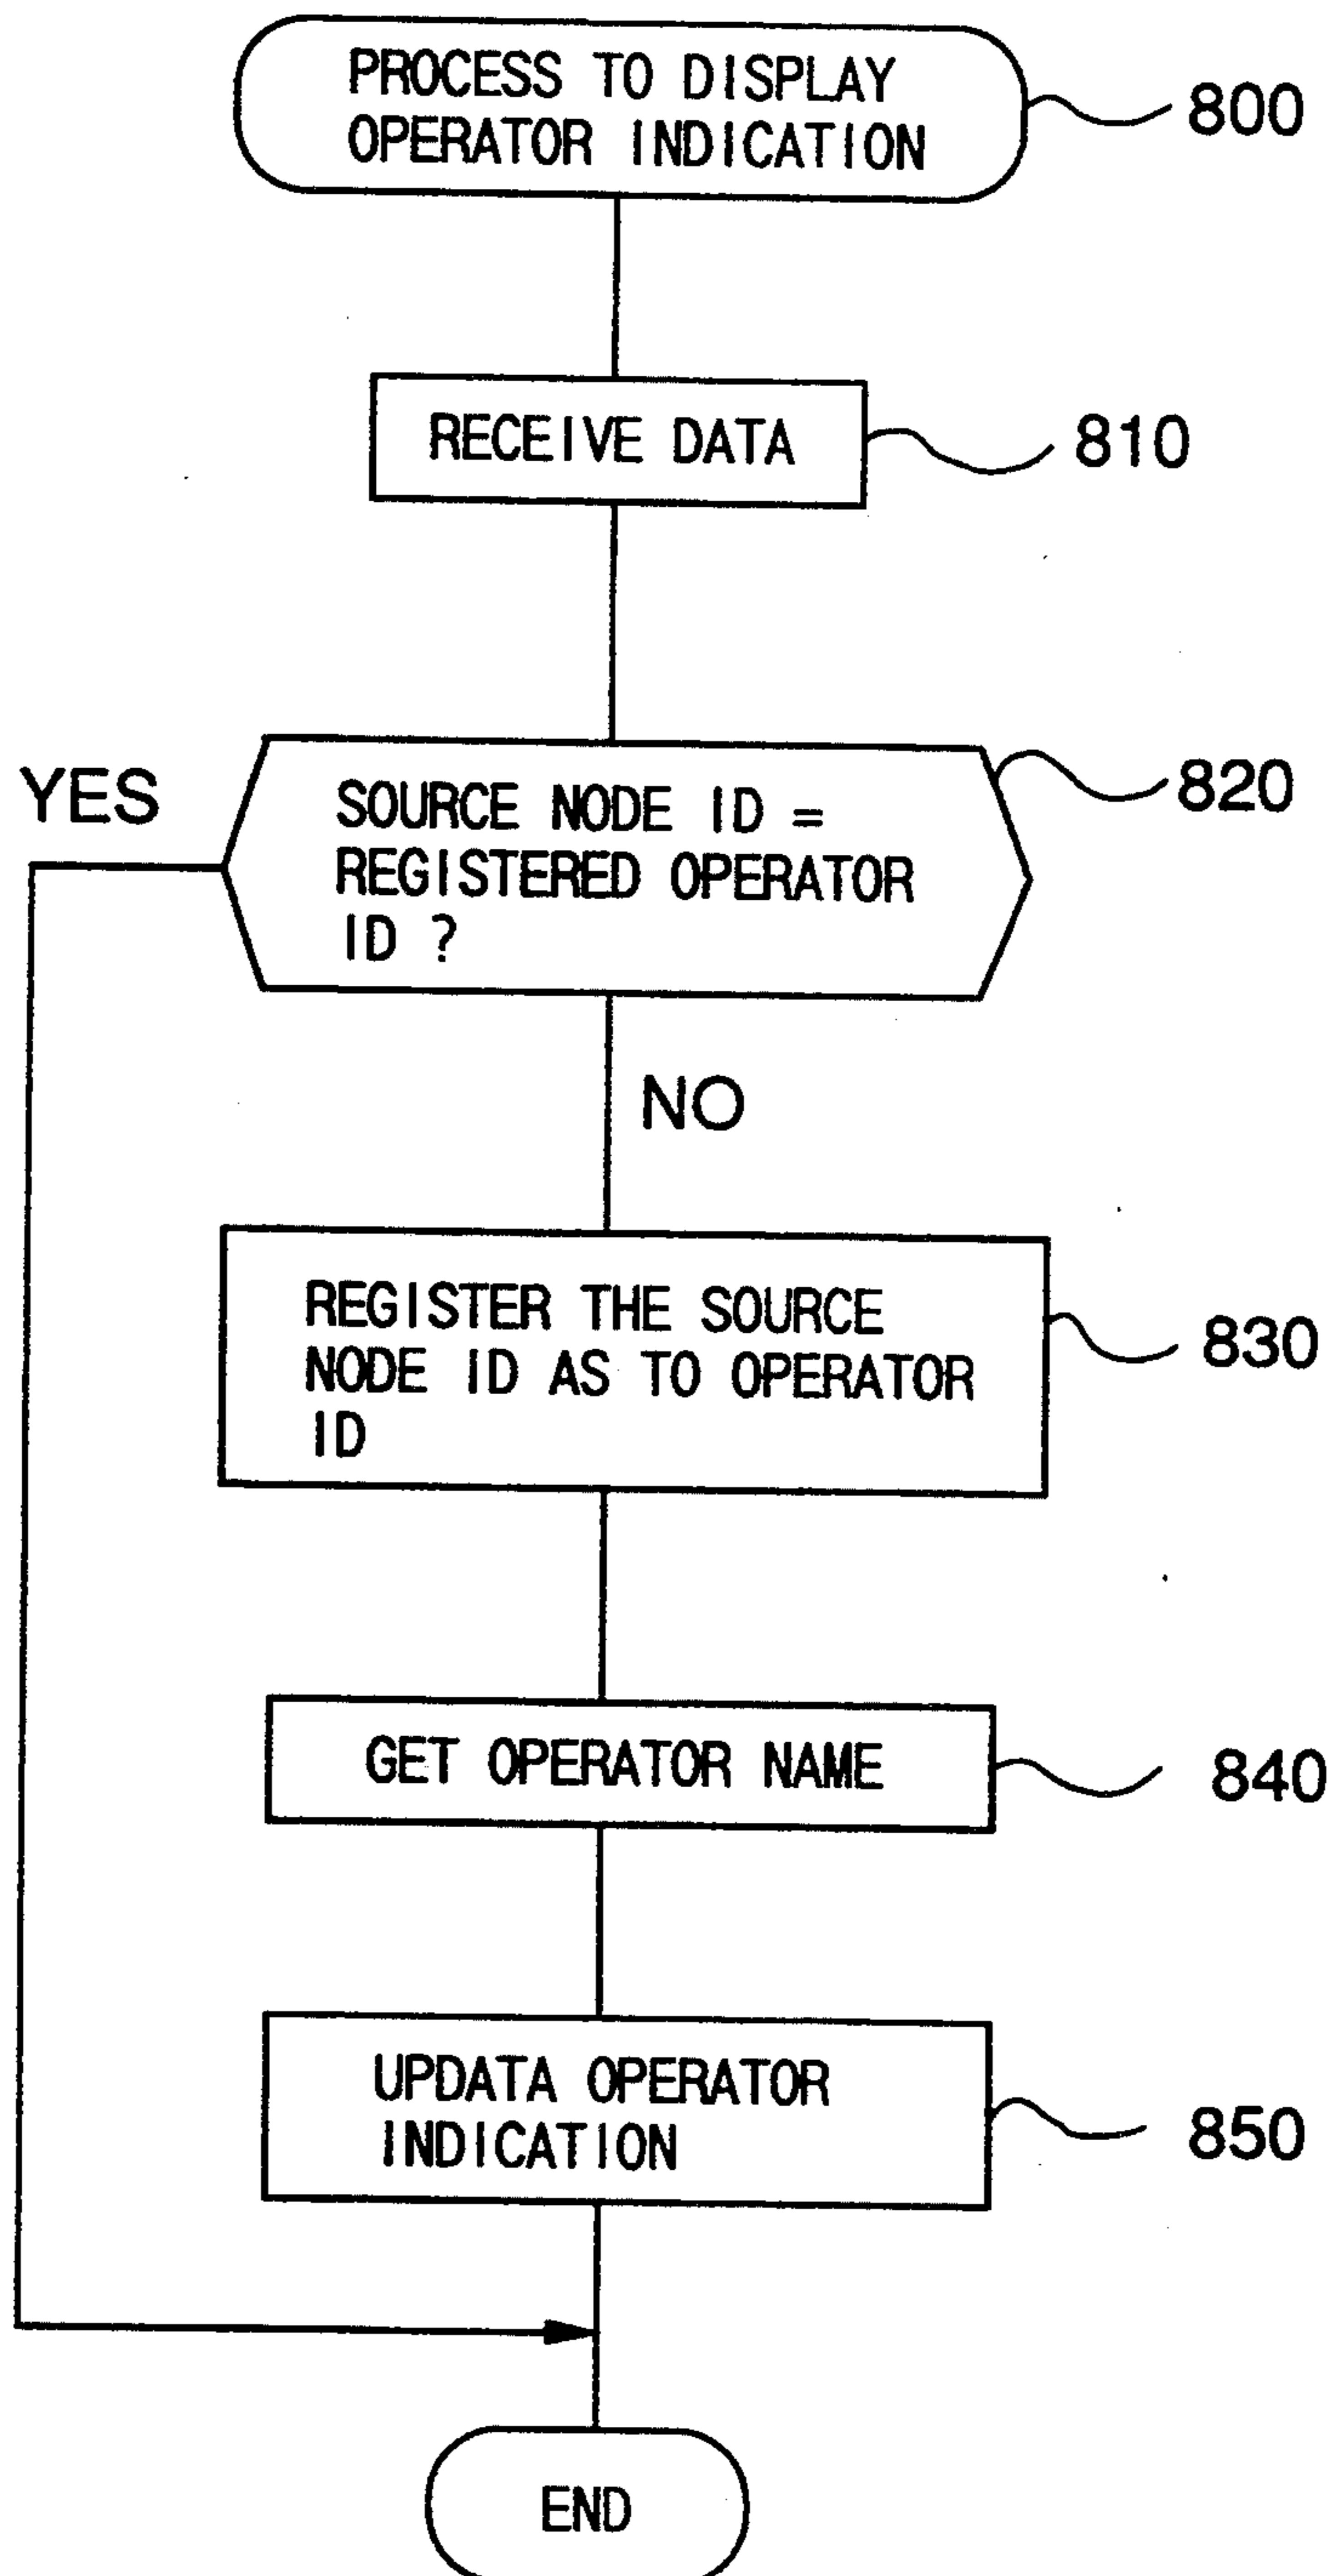 PROCESS TO DISPLAY
OPERATOR INDICATION
800
RECEIVE DATA
810
YES
SOURCE NODE ID =
REGISTERED OPERATOR
ID ?
820
NO
REGISTER THE SOURCE
NODE ID AS TO OPERATOR
ID
830
GET OPERATOR NAME
840
UPDATA OPERATOR
INDICATION
850
END